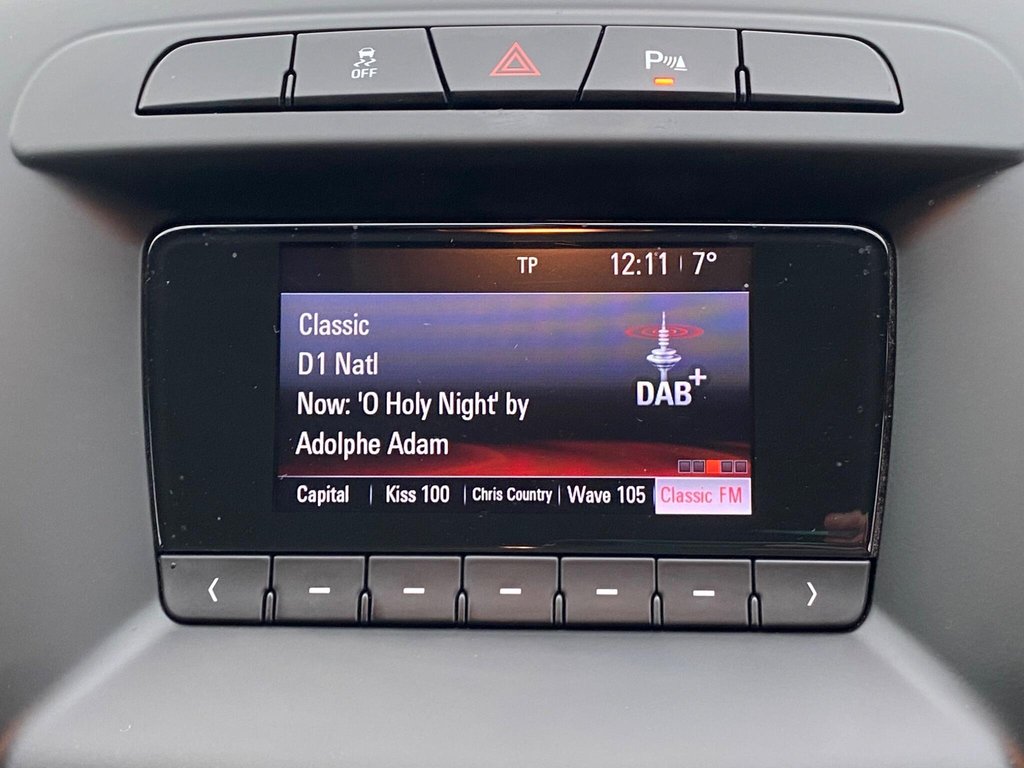 OFF
P
TP 12:11 7°
Classic
D1 Natl
Now: 'O Holy Night' by
Adolphe Adam
DAB+
Capital Kiss 100 Chris Country Wave 105 Classic FM